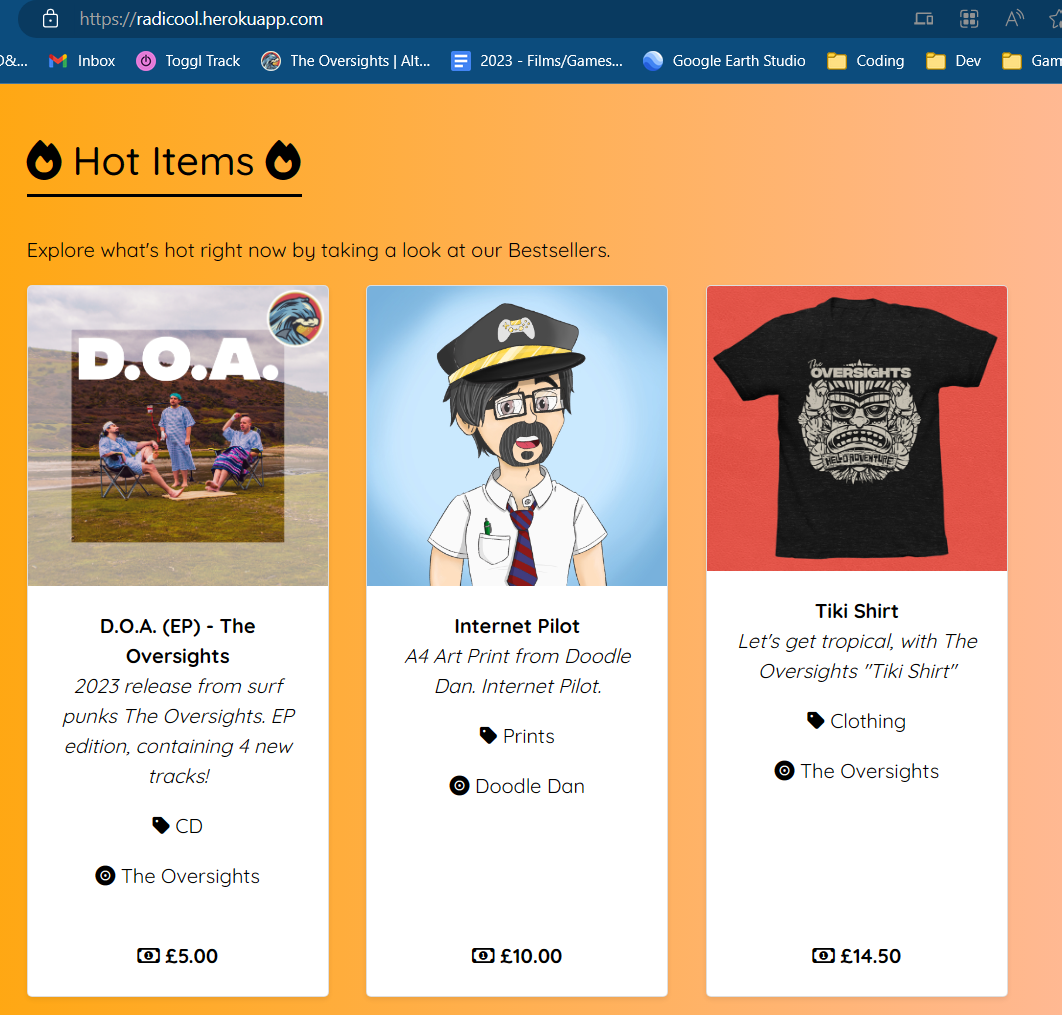 https://radicool.herokuapp.com
D&... Inbox Toggl Track The Oversights | Alt... 2023 - Films/Games... Google Earth Studio Coding Dev Gam
Hot Items
Explore what's hot right now by taking a look at our Bestsellers.
D.O.A.
The
OVERSIGHTS
HELLO ADVENTURE
D.O.A. (EP) - The
Oversights
2023 release from surf
punks The Oversights. EP
edition, containing 4 new
tracks!
CD
The Oversights
£5.00
Internet Pilot
A4 Art Print from Doodle
Dan. Internet Pilot.
Prints
Doodle Dan
£10.00
Tiki Shirt
Let's get tropical, with The
Oversights "Tiki Shirt"
Clothing
The Oversights
£14.50